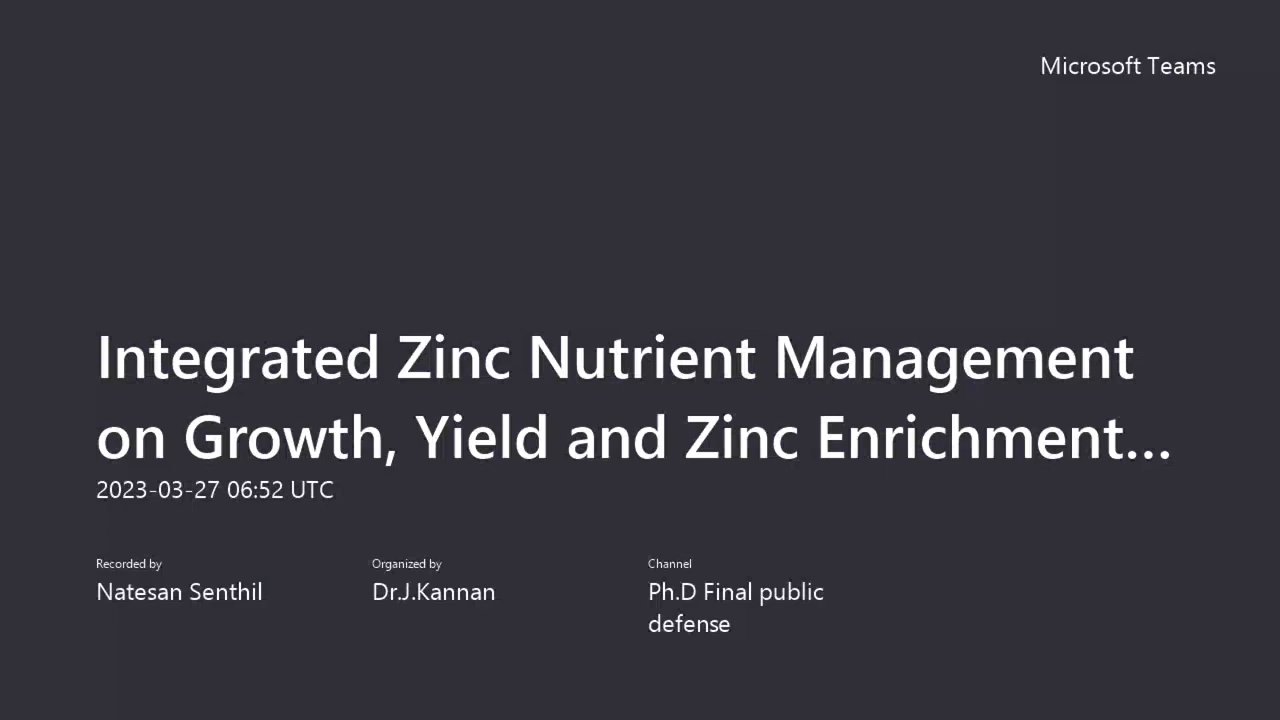 Microsoft Teams
Integrated Zinc Nutrient Management
on Growth, Yield and Zinc Enrichment...
2023-03-27 06:52 UTC
Recorded by
Natesan Senthil
Organized by
Dr.J.Kannan
Channel
Ph.D Final public
defense